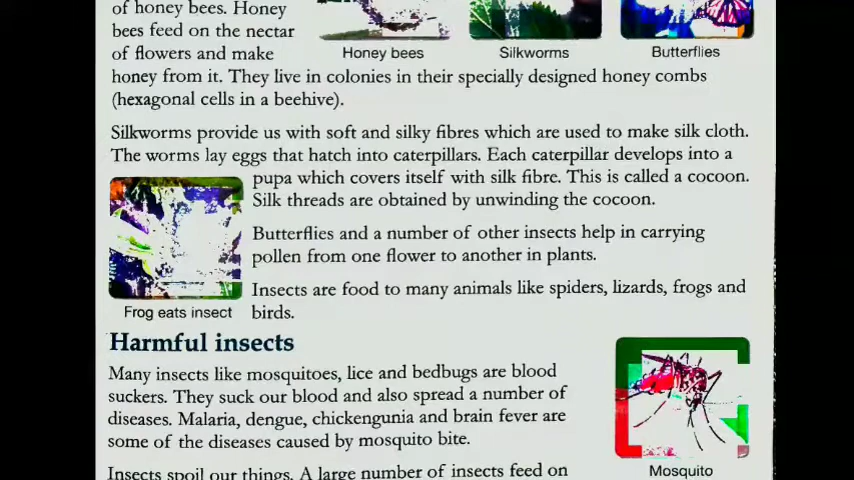 of honey bees. Honey
bees feed on the nectar
of flowers and make
Honey bees
Silkworms
Butterflies
honey from it. They live in colonies in their specially designed honey combs
(hexagonal cells in a beehive).
Silkworms provide us with soft and silky fibres which are used to make silk cloth.
The worms lay eggs that hatch into caterpillars. Each caterpillar develops into a
pupa which covers itself with silk fibre. This is called a cocoon.
Silk threads are obtained by unwinding the cocoon.
Butterflies and a number of other insects help in carrying
pollen from one flower to another in plants.
Insects are food to many animals like spiders, lizards, frogs and
birds.
Frog eats insect
Harmful insects
Many insects like mosquitoes, lice and bedbugs are blood
suckers. They suck our blood and also spread a number of
diseases. Malaria, dengue, chickengunia and brain fever are
some of the diseases caused by mosquito bite.
Mosquito
Insects spoil our things. A large number of insects feed on